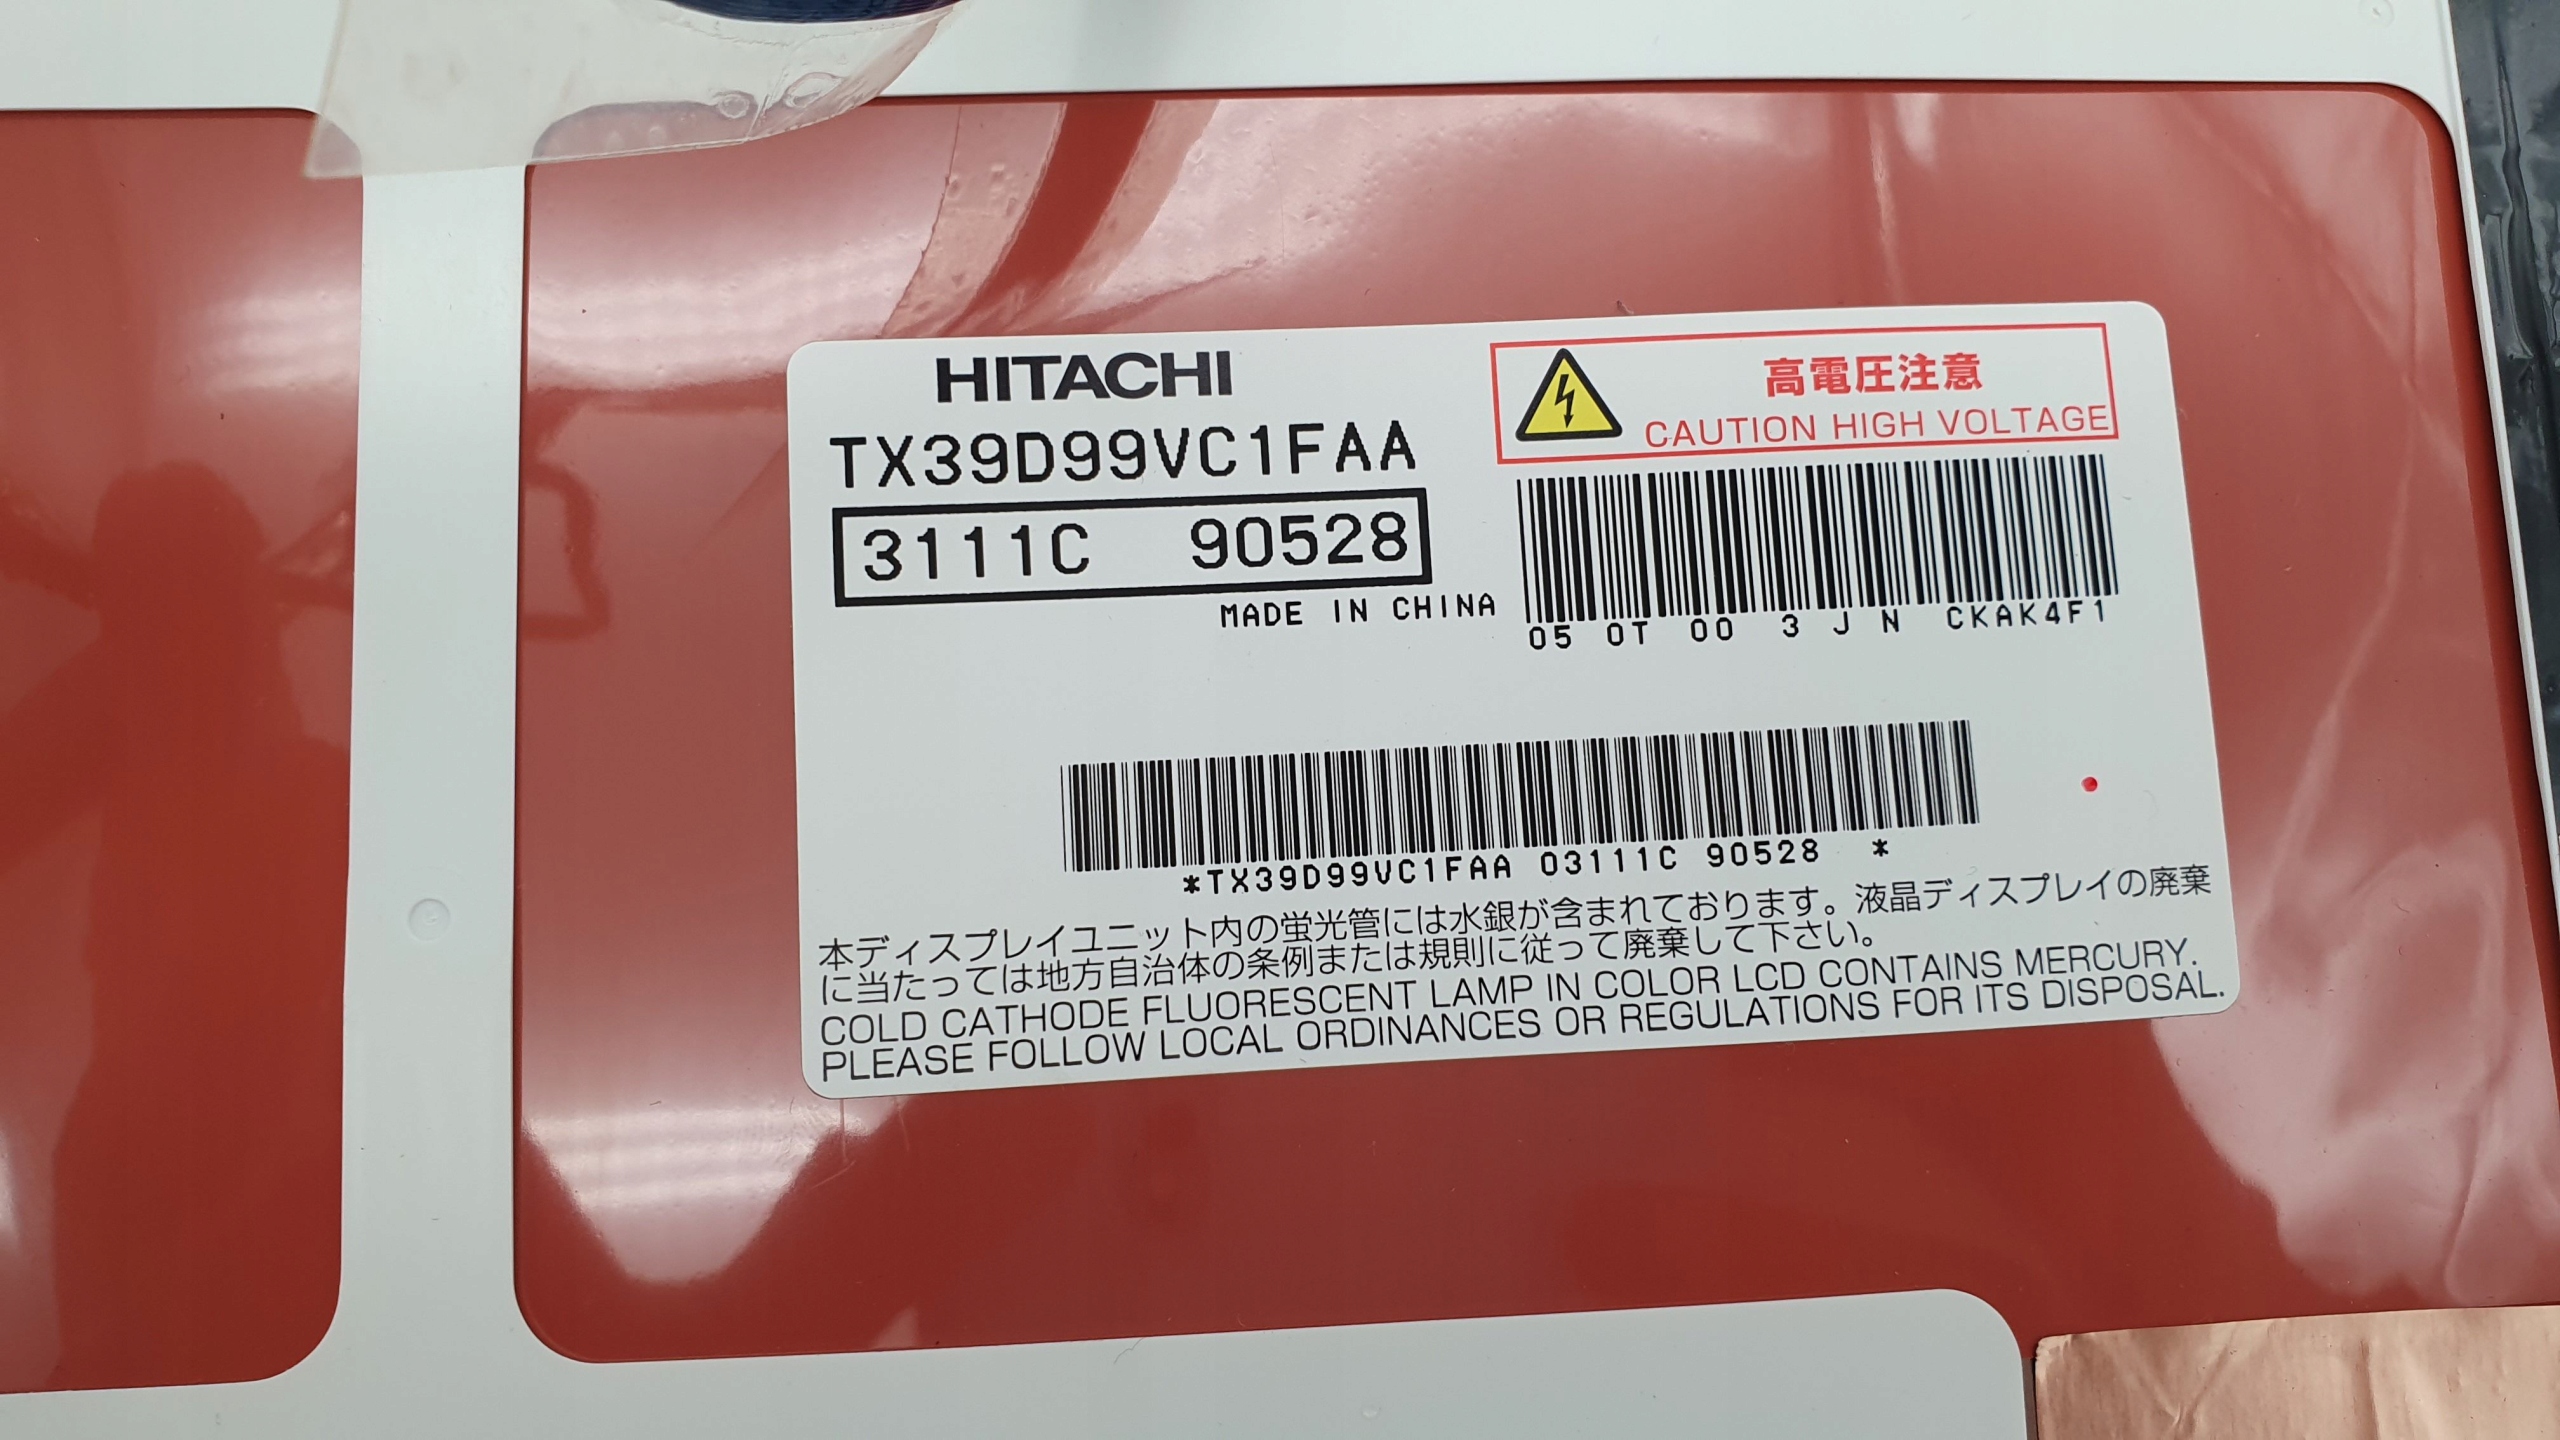 HITACHI
TX39D99VC1FAA
3111C 90528
MADE IN CHINA
高電圧注意
CAUTION HIGH VOLTAGE
05 0T 00 3 J N CKAK4F1
*TX39D99VC1FAA 03111C 90528 *
本ディスプレイユニット内の蛍光管には水銀が含まれております。液晶ディスプレイの廃棄
に当たっては地方自治体の条例または規則に従って廃棄して下さい。
COLD CATHODE FLUORESCENT LAMP IN COLOR LCD CONTAINS MERCURY.
PLEASE FOLLOW LOCAL ORDINANCES OR REGULATIONS FOR ITS DISPOSAL.